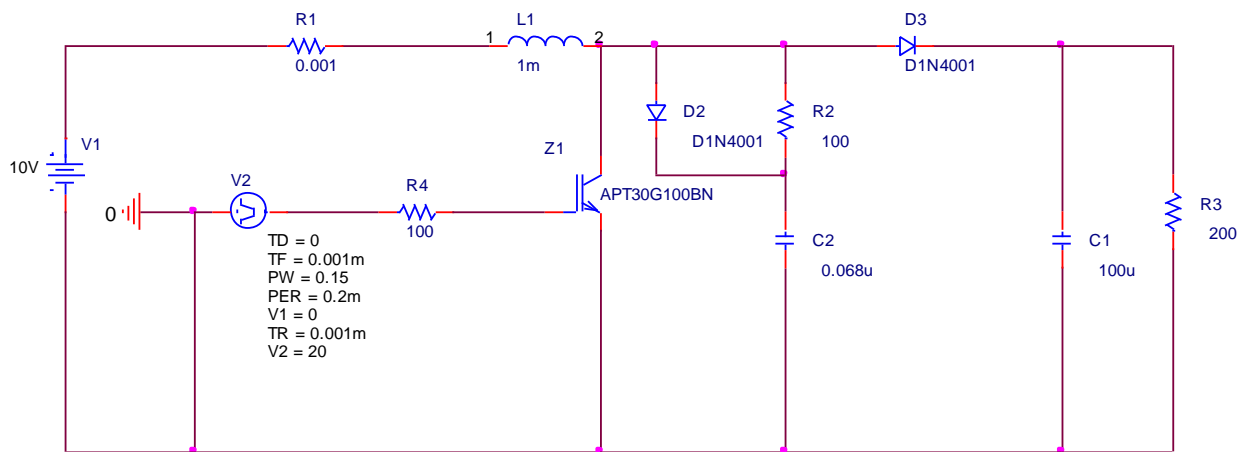 R1
0.001
L1
1
2
1m
D3
D1N4001
D2
D1N4001
R2
100
V1
10V
Z1
APT30G100BN
V2
R4
100
0
TD = 0
TF = 0.001m
PW = 0.15
PER = 0.2m
V1 = 0
TR = 0.001m
V2 = 20
C2
0.068u
C1
100u
R3
200